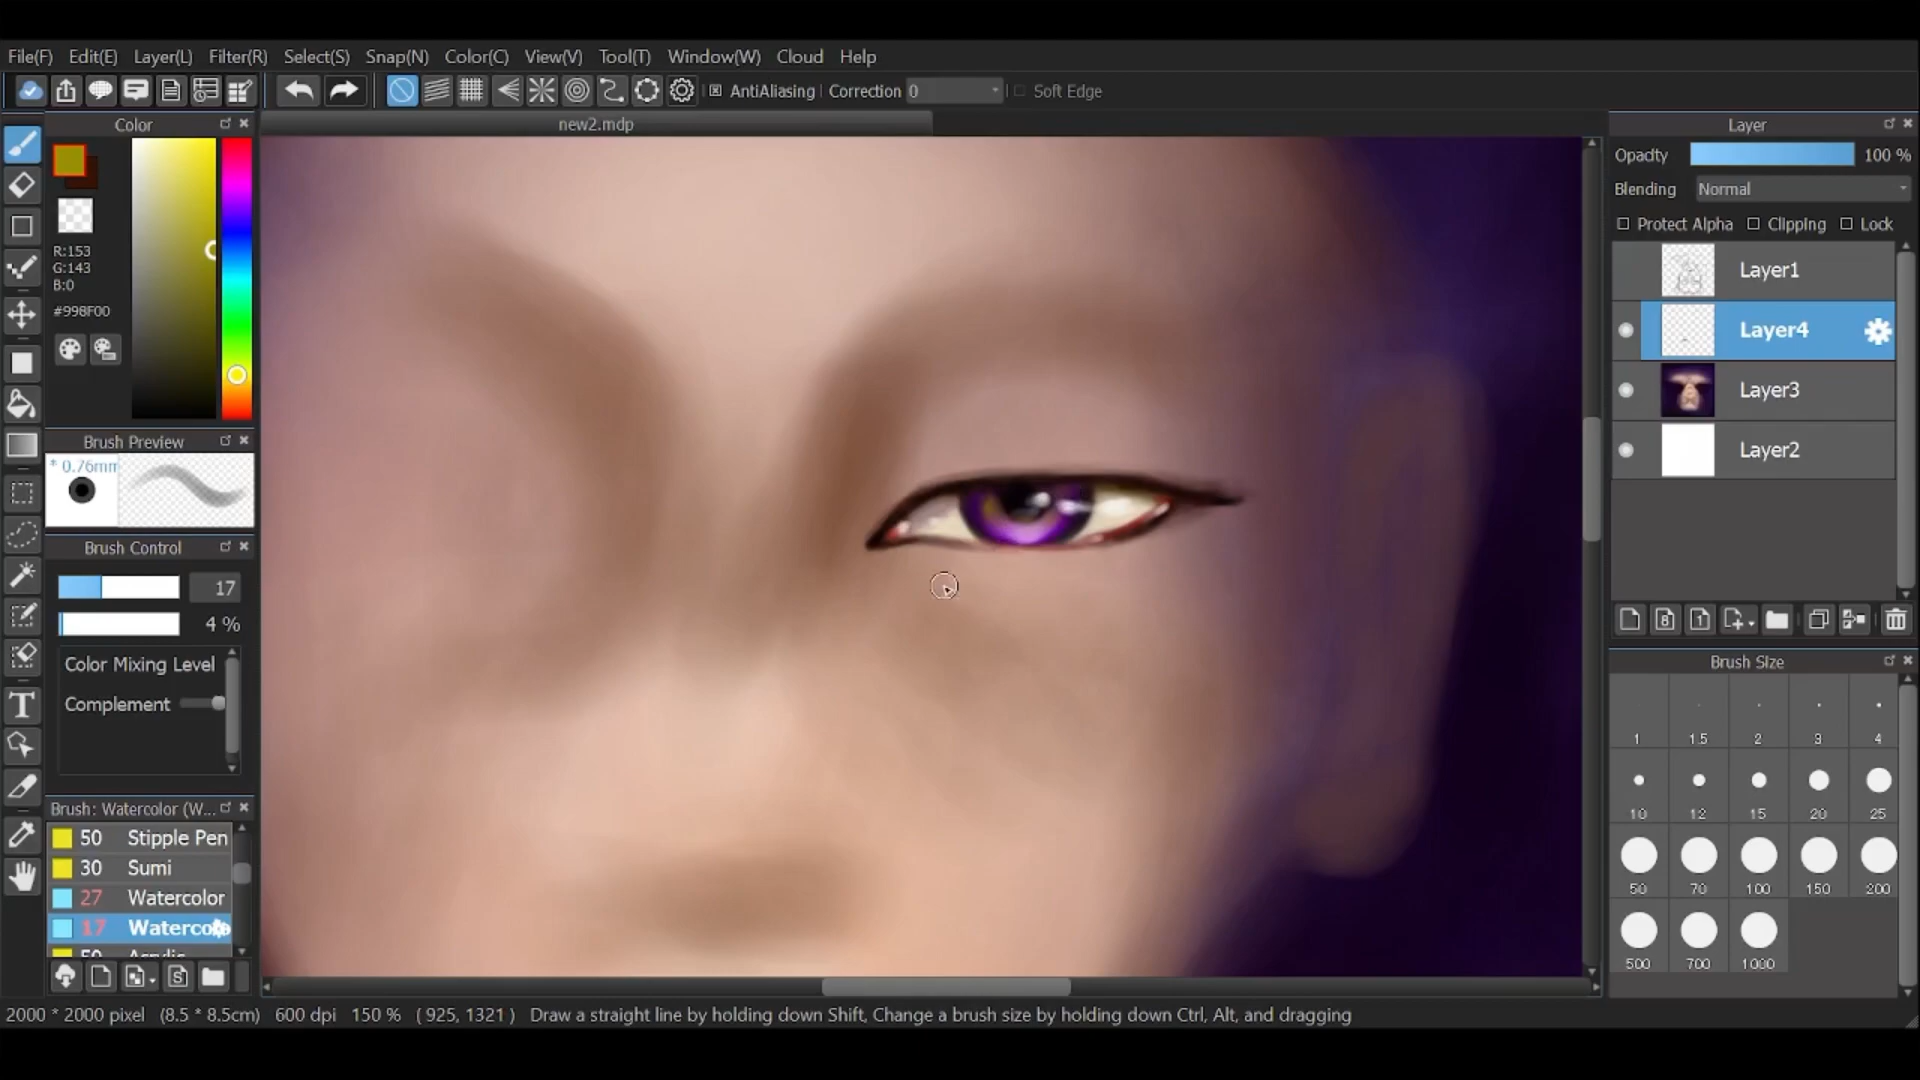 File(F) Edit(E) Layer(L) Filter(R) Select(S) Snap(N) Color(C) View(V) Tool(T) Window(W) Cloud Help
AntiAliasing Correction 0 Soft Edge
Color
new2.mdp
Layer
Opacity 100 %
Blending Normal
Protect Alpha Clipping Lock
R:153
G:143
B:0
#998F00
Layer1
Layer4
Layer3
Layer2
Brush Preview
* 0.76mm
Brush Control
17
4 %
Color Mixing Level
Complement
Brush: Watercolor (W...
50 Stipple Pen
30 Sumi
27 Watercolor
17 Waterco
50 Acrylic
Brush Size
1 1.5 2 3 4
10 12 15 20 25
50 70 100 150 200
500 700 1000
2000 * 2000 pixel (8.5 * 8.5cm) 600 dpi 150 % ( 925, 1321 ) Draw a straight line by holding down Shift, Change a brush size by holding down Ctrl, Alt, and dragging